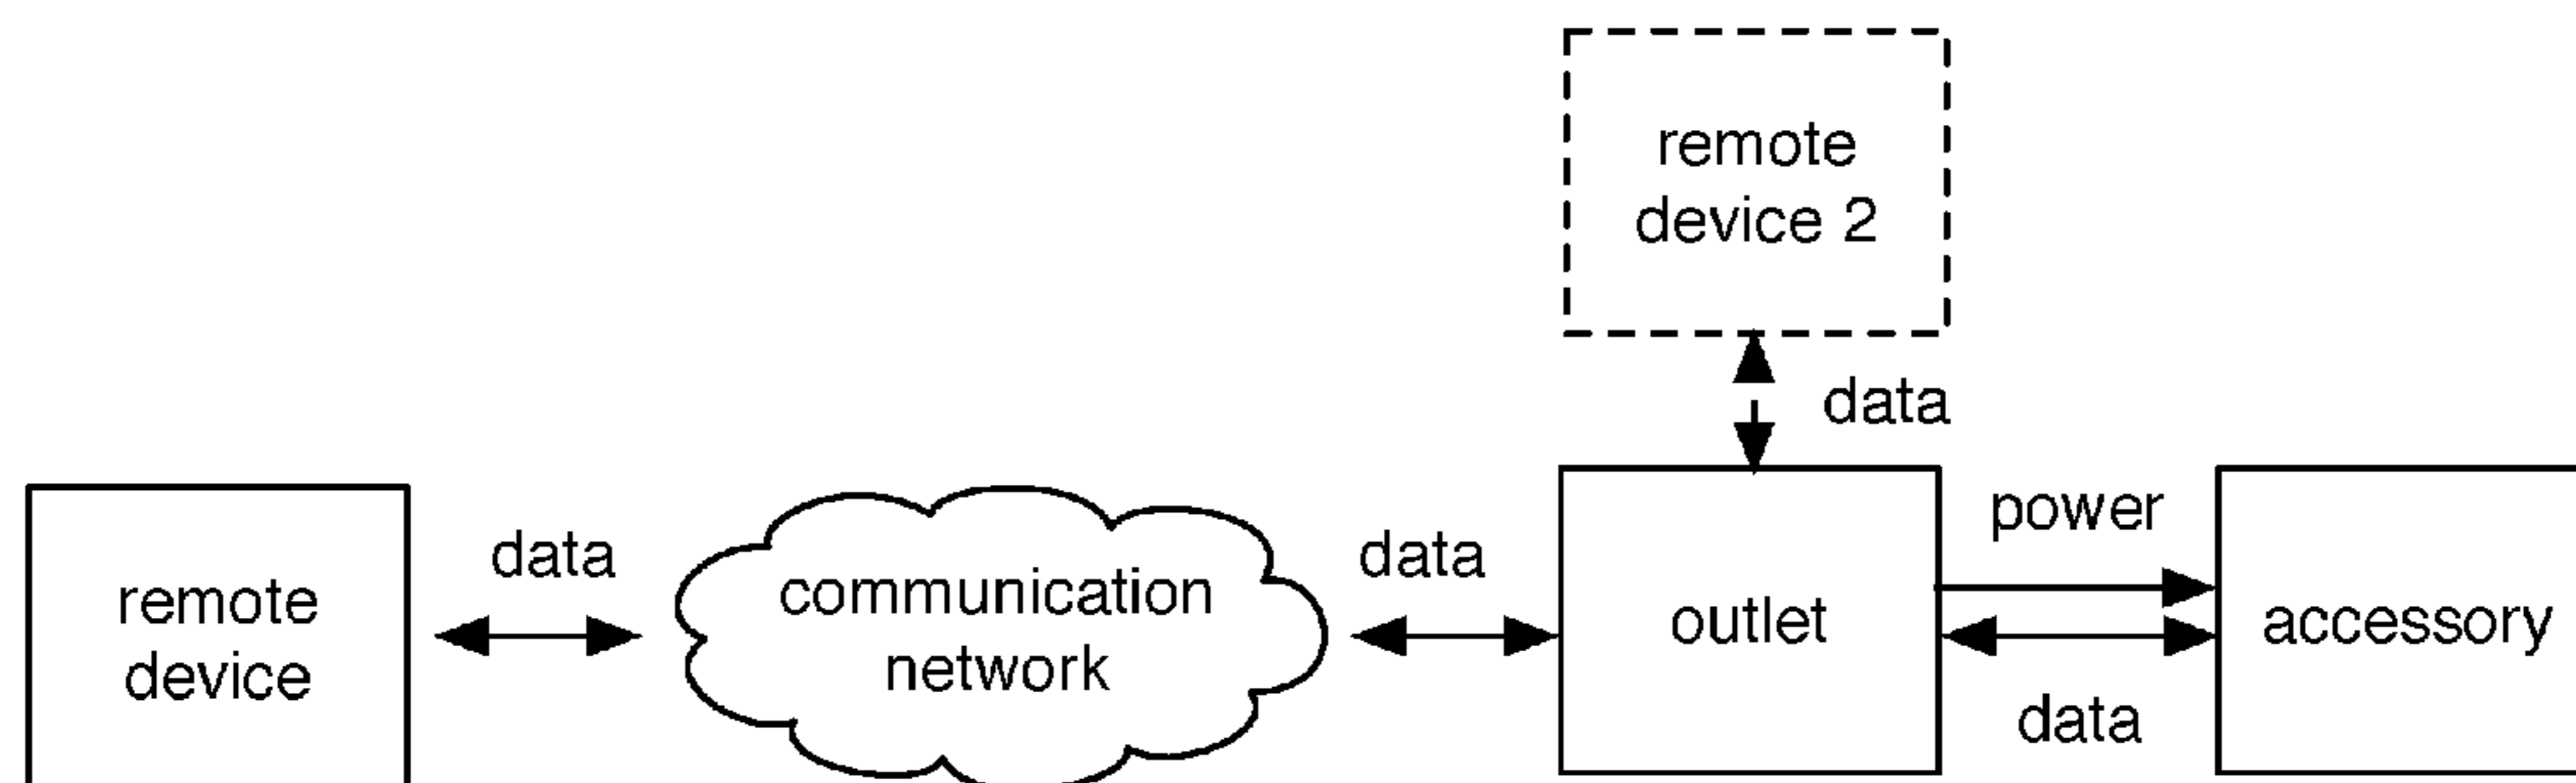 remote
device 2
data
remote
device
data
communication
network
data
outlet
power
data
accessory